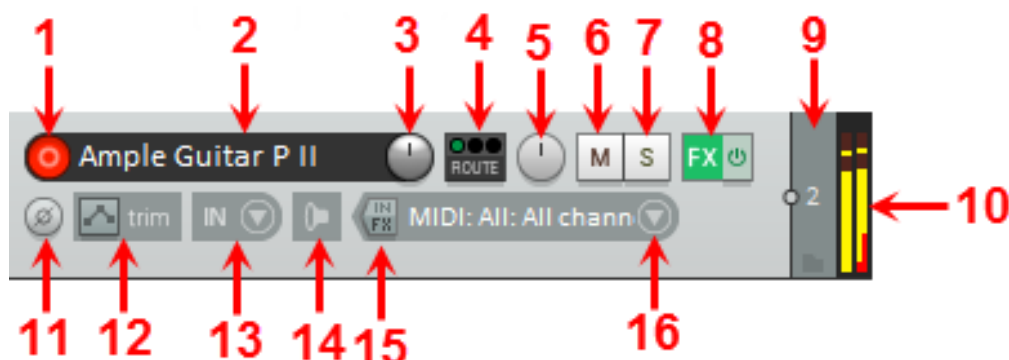 1 2 3 4 5 6 7 8 9
Ample Guitar P II ROUTE M S FX
2 10
trim IN IN FX MIDI: All: All chann
11 12 13 14 15 16